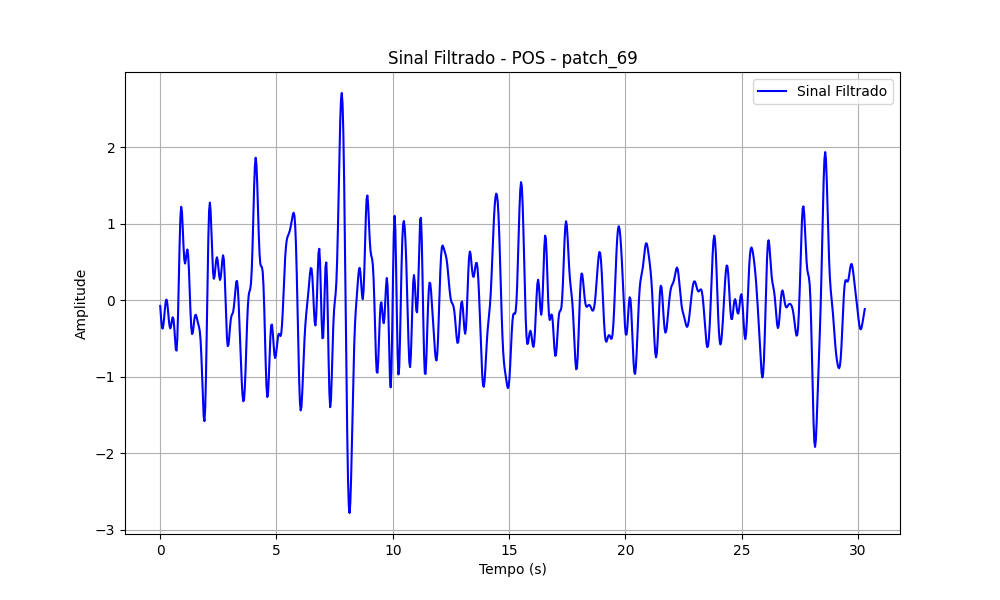 Sinal Filtrado - POS - patch_69
Sinal Filtrado
Amplitude
2
1
0
−1
−2
−3
0 5 10 15 20 25 30
Tempo (s)